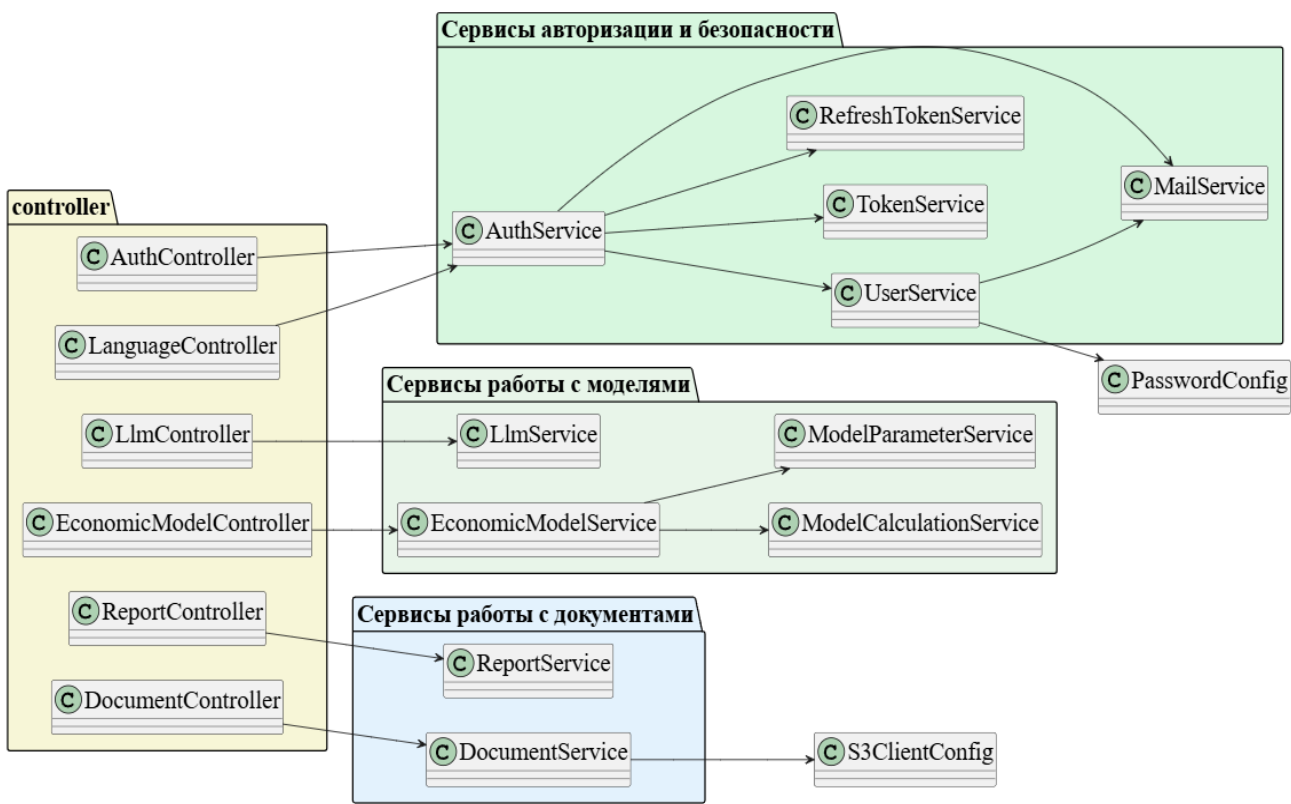 Сервисы авторизации и безопасности
C RefreshTokenService
C TokenService
C MailService
C AuthService
C UserService
C PasswordConfig
controller
C AuthController
C LanguageController
C LlmController
C EconomicModelController
C ReportController
C DocumentController
Сервисы работы с моделями
C LlmService
C ModelParameterService
C EconomicModelService
C ModelCalculationService
Сервисы работы с документами
C ReportService
C DocumentService
C S3ClientConfig